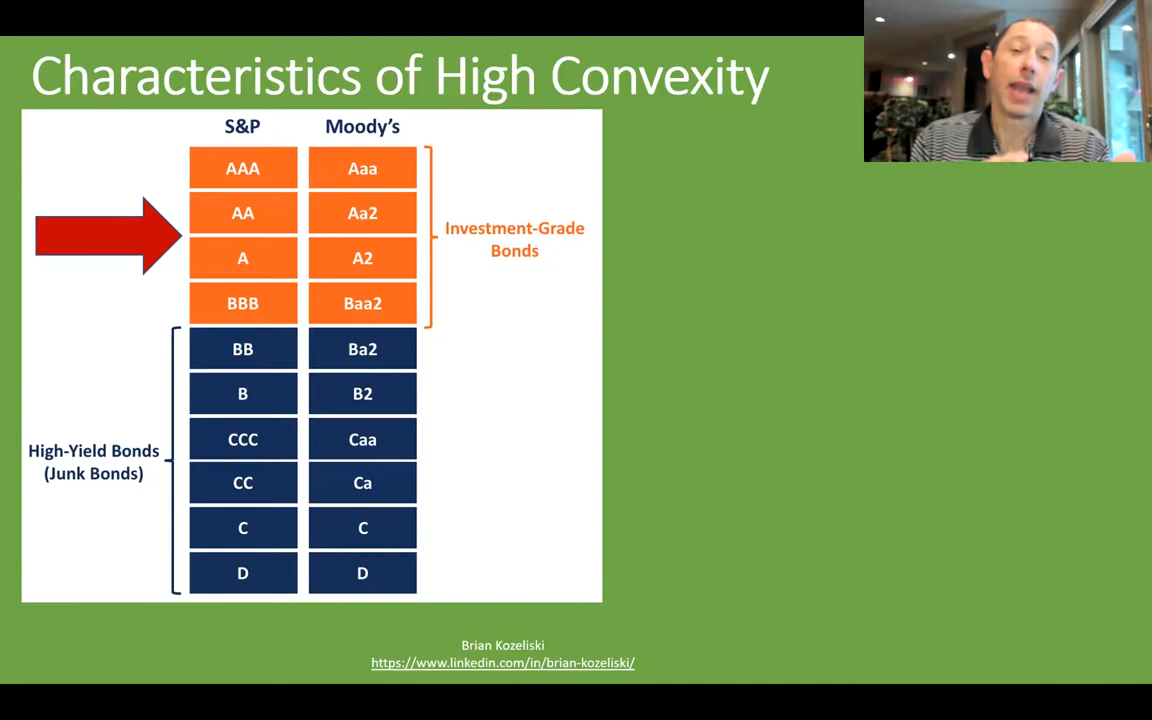 Characteristics of High Convexity
S&P Moody's
AAA Aaa
AA Aa2
A A2
BBB Baa2
Investment-Grade
Bonds
BB Ba2
B B2
CCC Caa
CC Ca
C C
D D
High-Yield Bonds
(Junk Bonds)
Brian Kozeliski
https://www.linkedin.com/in/brian-kozeliski/